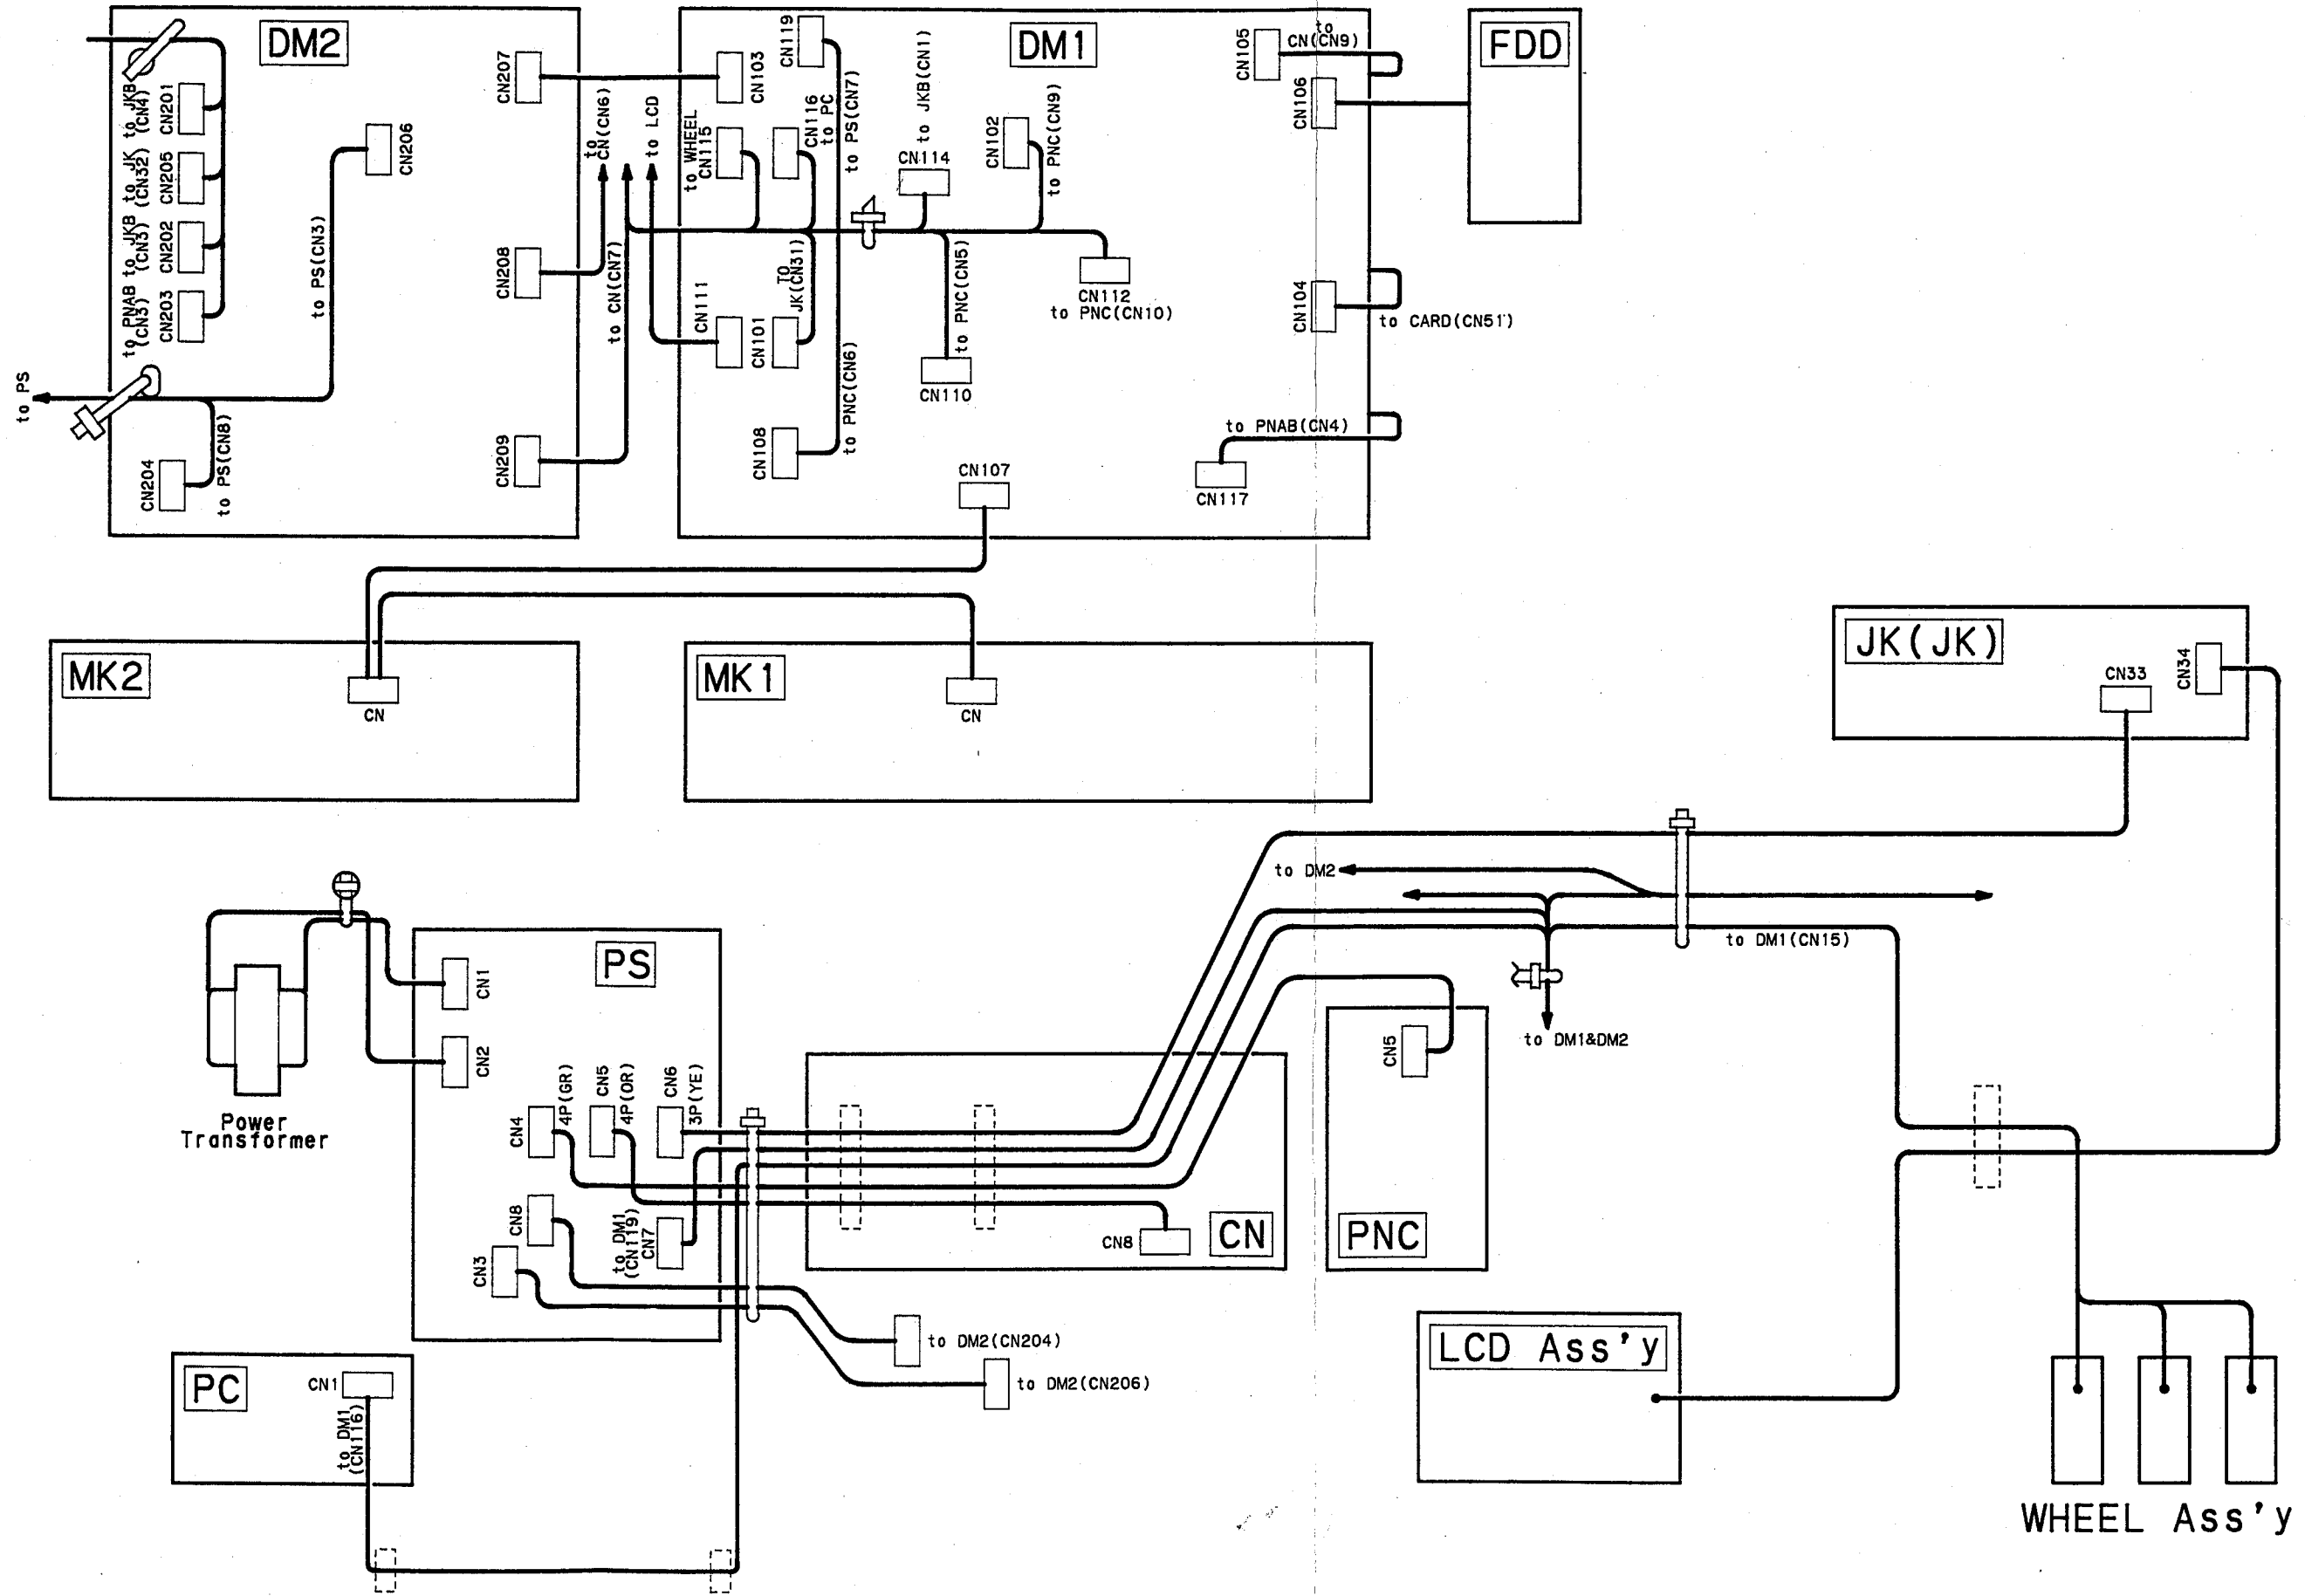 DM2
to JKB
(CN4)
CN201
to JK
(CN32)
CN205
to JKB
(CN3)
CN202
to PNAB
(CN3)
CN203
CN206
to PS(CN3)
to PS
CN204
to PS(CN8)
CN207
CN208
CN209
to
CN(CN6)
to CN(CN7)
to LCD
DM1
CN103
CN119
to WHEEL
CN115
CN116
to PC
to PS(CN7)
to JKB(CN1)
CN114
CN102
to PNC(CN9)
CN105
to
CN(CN9)
CN106
CN111
CN101
TO
JK(CN31)
to PNC(CN5)
CN110
CN112
to PNC(CN10)
CN104
to CARD(CN51)
CN108
to PNC(CN6)
CN107
to PNAB(CN4)
CN117
FDD
MK2
CN
MK1
CN
JK(JK)
CN33
CN34
Power
Transformer
PS
CN1
CN2
CN4
4P(GR)
CN5
4P(OR)
CN6
3P(YE)
CN8
CN3
to DM1
(CN119)
CN7
CN8
CN
to DM2
to DM1(CN15)
to DM1&DM2
CN5
PNC
to DM2(CN204)
to DM2(CN206)
PC
CN1
to DM1
(CN116)
LCD Ass'y
WHEEL Ass'y